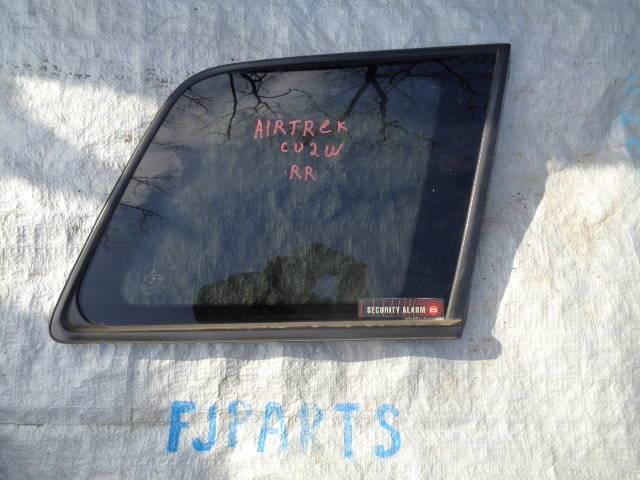 AIRTReK
CU2W
RR
SECURITY ALARM
FJPARTS